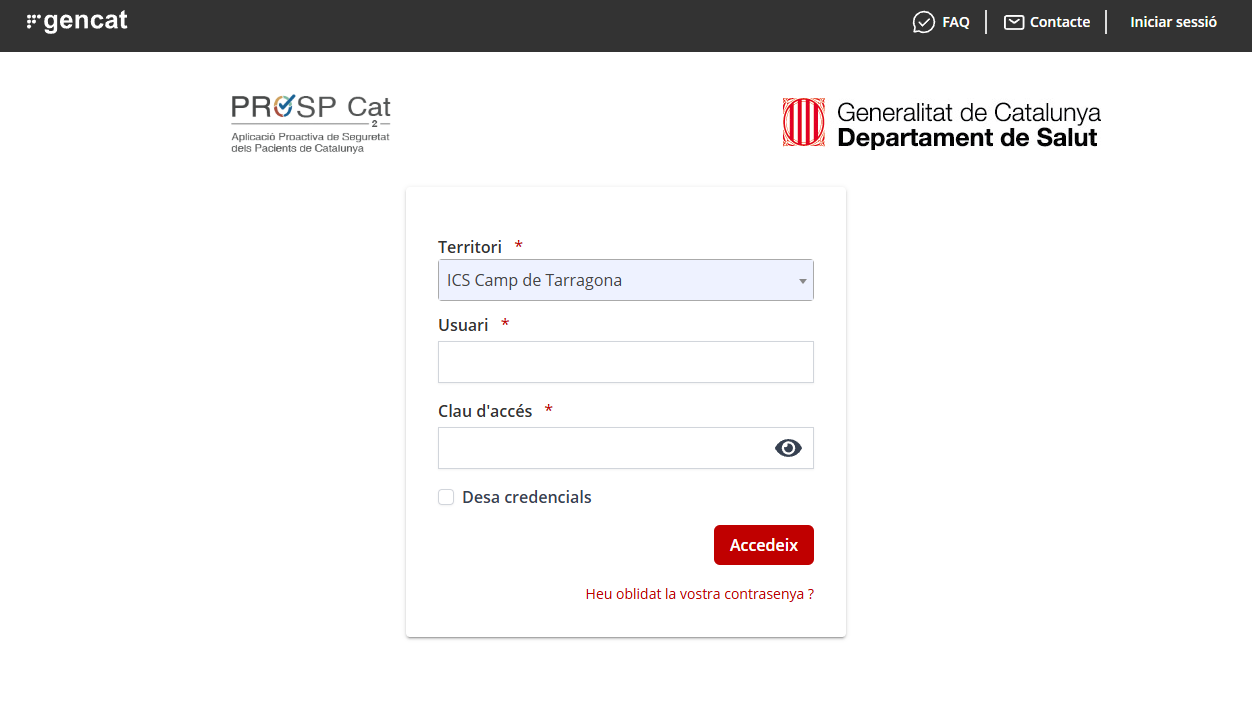 gencat
FAQ
Contacte
Iniciar sessió
PROSP Cat
2
Aplicació Proactiva de Seguretat
dels Pacients de Catalunya
Generalitat de Catalunya
Departament de Salut
Territori *
ICS Camp de Tarragona
Usuari *
Clau d'accés *
Desa credencials
Accedeix
Heu oblidat la vostra contrasenya ?